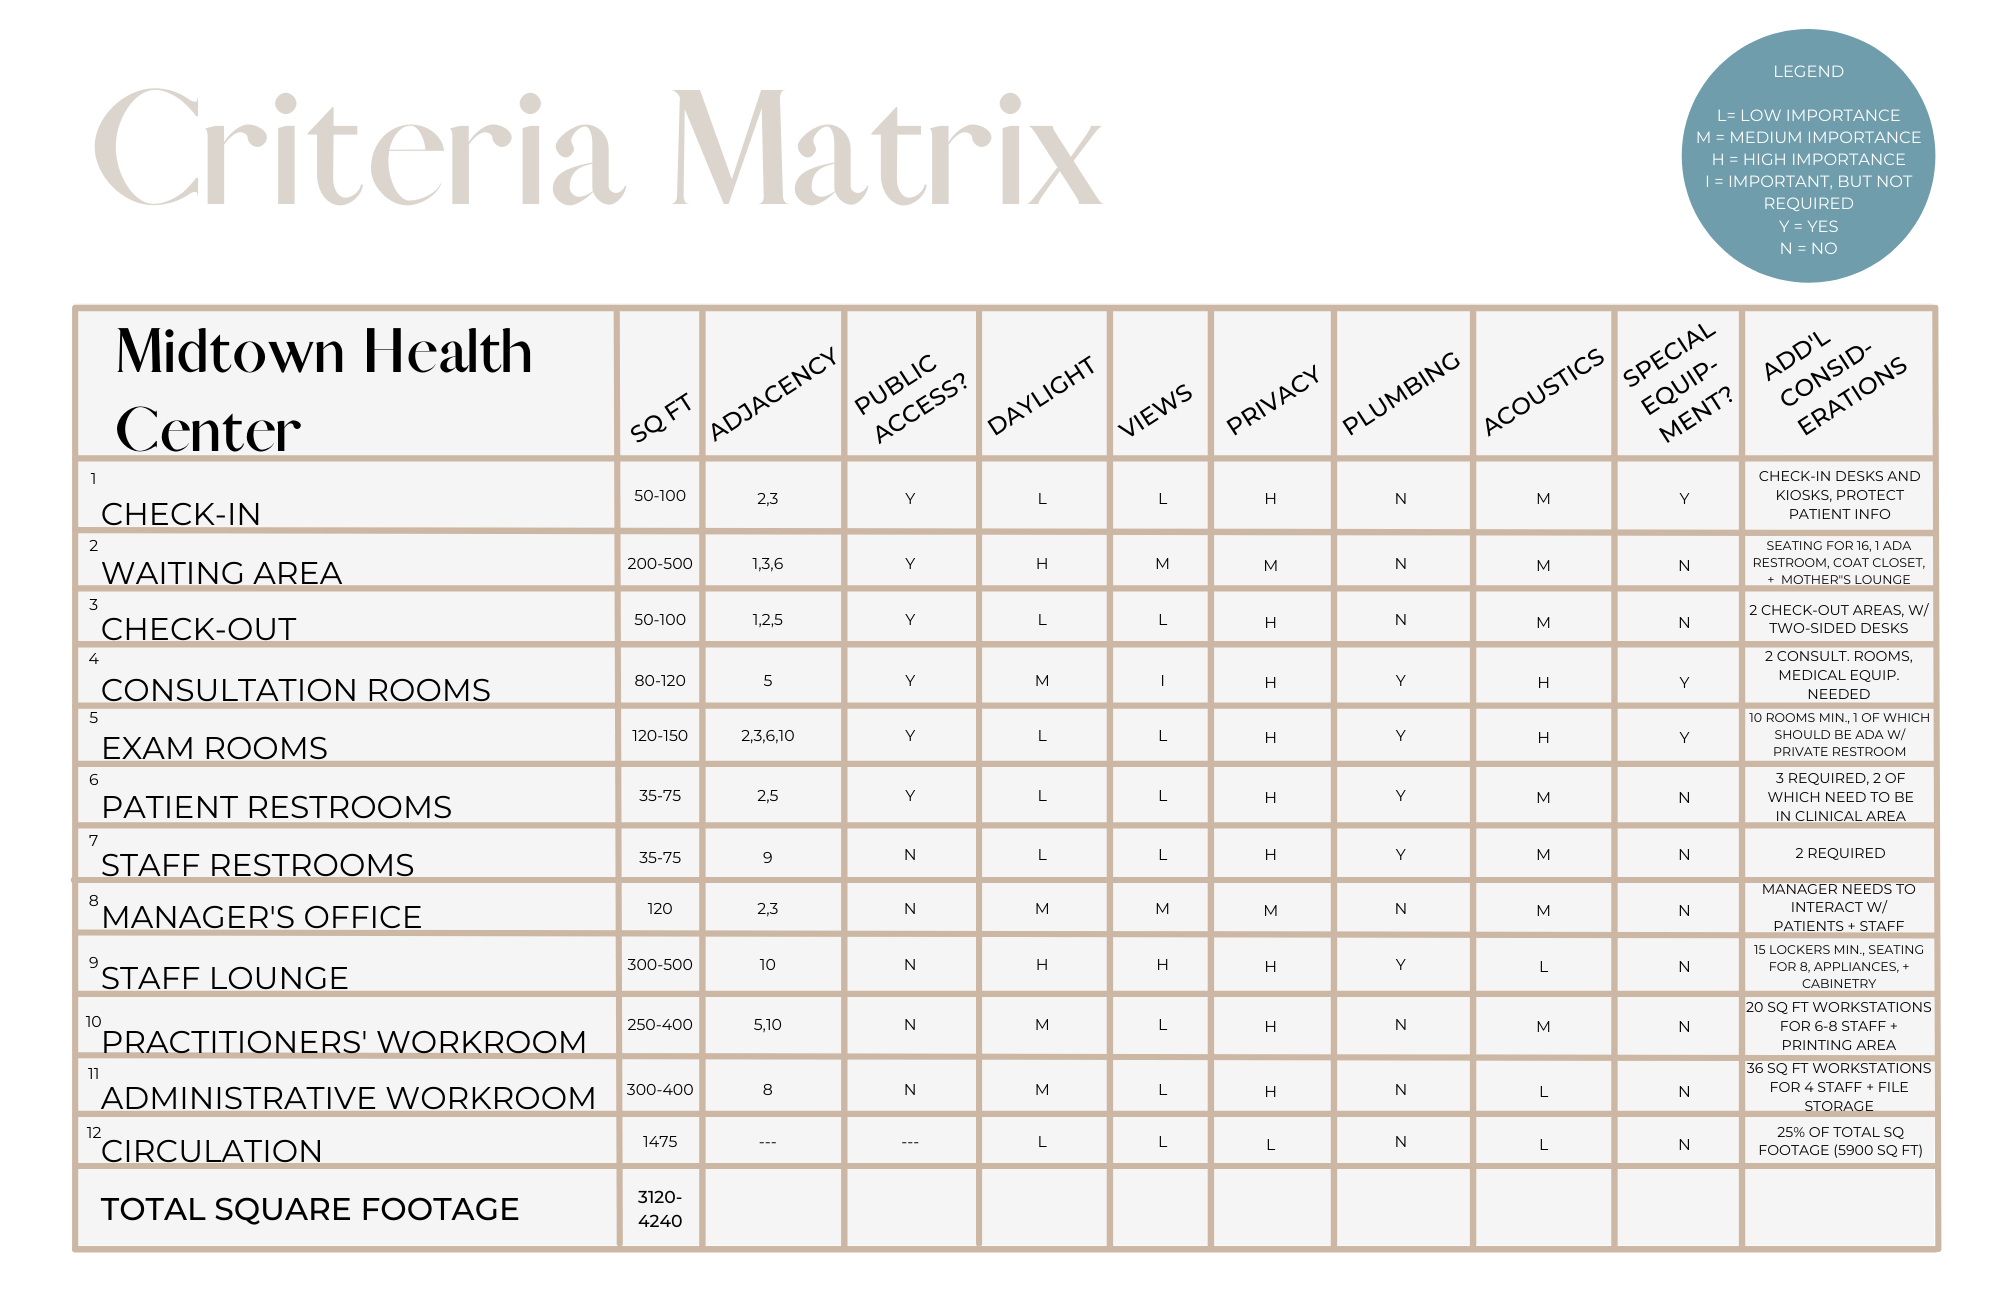 Criteria Matrix
LEGEND
L= LOW IMPORTANCE
M = MEDIUM IMPORTANCE
H = HIGH IMPORTANCE
I = IMPORTANT, BUT NOT
REQUIRED
Y = YES
N = NO
Midtown Health
Center
SQ FT
ADJACENCY
PUBLIC
ACCESS?
DAYLIGHT
VIEWS
PRIVACY
PLUMBING
ACOUSTICS
SPECIAL
EQUIP-
MENT?
ADD'L
CONSID-
ERATIONS
1
CHECK-IN
50-100
2,3
Y
L
L
H
N
M
Y
CHECK-IN DESKS AND
KIOSKS, PROTECT
PATIENT INFO
2
WAITING AREA
200-500
1,3,6
Y
H
M
M
N
M
N
SEATING FOR 16, 1 ADA
RESTROOM, COAT CLOSET,
+ MOTHER"S LOUNGE
3
CHECK-OUT
50-100
1,2,5
Y
L
L
H
N
M
N
2 CHECK-OUT AREAS, W/
TWO-SIDED DESKS
4
CONSULTATION ROOMS
80-120
5
Y
M
I
H
Y
H
Y
2 CONSULT. ROOMS,
MEDICAL EQUIP.
NEEDED
5
EXAM ROOMS
120-150
2,3,6,10
Y
L
L
H
Y
H
Y
10 ROOMS MIN., 1 OF WHICH
SHOULD BE ADA W/
PRIVATE RESTROOM
6
PATIENT RESTROOMS
35-75
2,5
Y
L
L
H
Y
M
N
3 REQUIRED, 2 OF
WHICH NEED TO BE
IN CLINICAL AREA
7
STAFF RESTROOMS
35-75
9
N
L
L
H
Y
M
N
2 REQUIRED
8
MANAGER'S OFFICE
120
2,3
N
M
M
M
N
M
N
MANAGER NEEDS TO
INTERACT W/
PATIENTS + STAFF
9
STAFF LOUNGE
300-500
10
N
H
H
H
Y
L
N
15 LOCKERS MIN., SEATING
FOR 8, APPLIANCES, +
CABINETRY
10
PRACTITIONERS' WORKROOM
250-400
5,10
N
M
L
H
N
M
N
20 SQ FT WORKSTATIONS
FOR 6-8 STAFF +
PRINTING AREA
11
ADMINISTRATIVE WORKROOM
300-400
8
N
M
L
H
N
L
N
36 SQ FT WORKSTATIONS
FOR 4 STAFF + FILE
STORAGE
12
CIRCULATION
1475
---
---
L
L
L
N
L
N
25% OF TOTAL SQ
FOOTAGE (5900 SQ FT)
TOTAL SQUARE FOOTAGE
3120-
4240